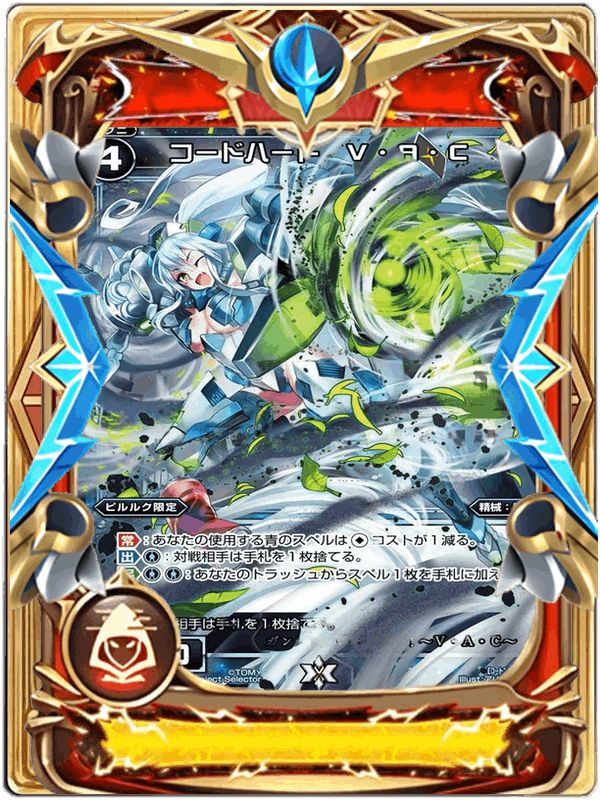 4
コードハート V・@・C
ピルルク限定
精械:
常:あなたの使用する青のスペルはコストが1減る。
出:対戦相手は手札を1枚捨てる。
:あなたのトラッシュからスペル1枚を手札に加え
相手は手札を1枚捨て
〜V・A・C〜
©TOMY
lect Selector
Illust: